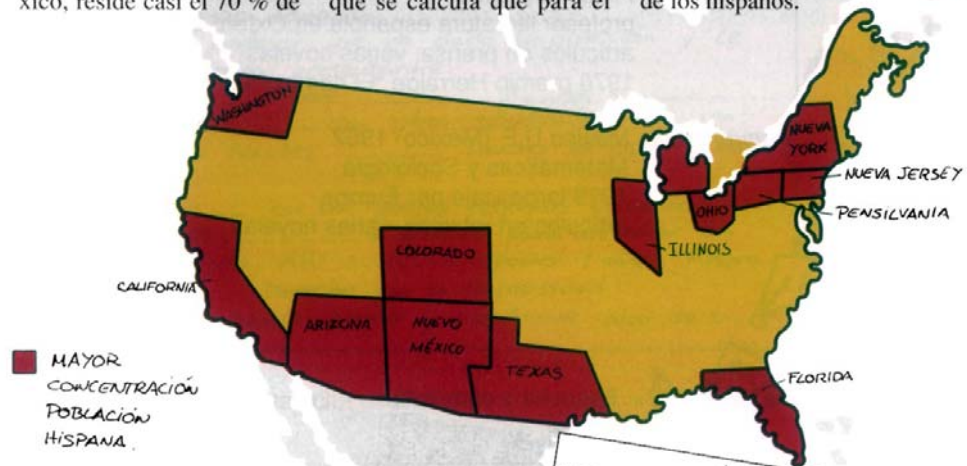 xico, reside casi el 70 % de
que se calcula que para el
de los hispanos.
WASHINGTON
NUEVA
YORK
NUEVA JERSEY
PENSILVANIA
OHIO
ILLINOIS
COLORADO
CALIFORNIA
ARIZONA
NUEVO
MÉXICO
TEXAS
FLORIDA
MAYOR
CONCENTRACIÓN
POBLACIÓN
HISPANA.